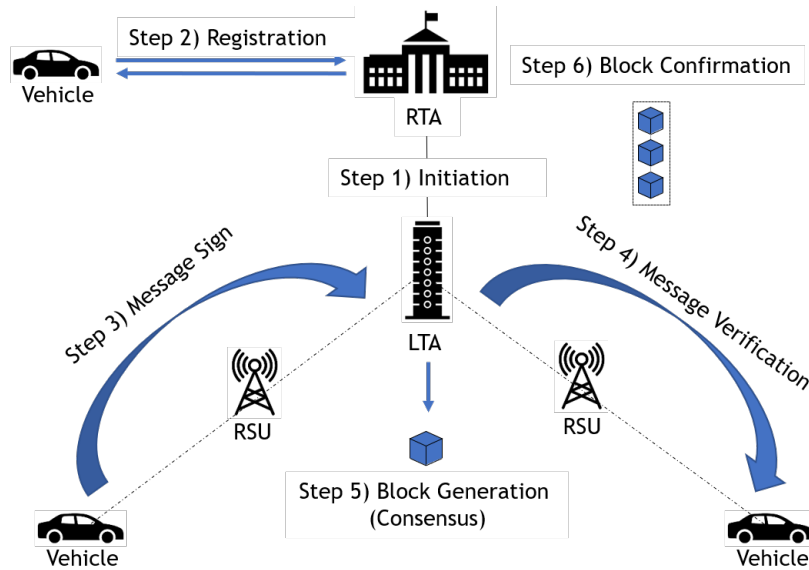 Step 2) Registration
Vehicle
RTA
Step 6) Block Confirmation
Step 1) Initiation
Step 3) Message Sign
Step 4) Message Verification
LTA
RSU
RSU
Step 5) Block Generation
(Consensus)
Vehicle
Vehicle